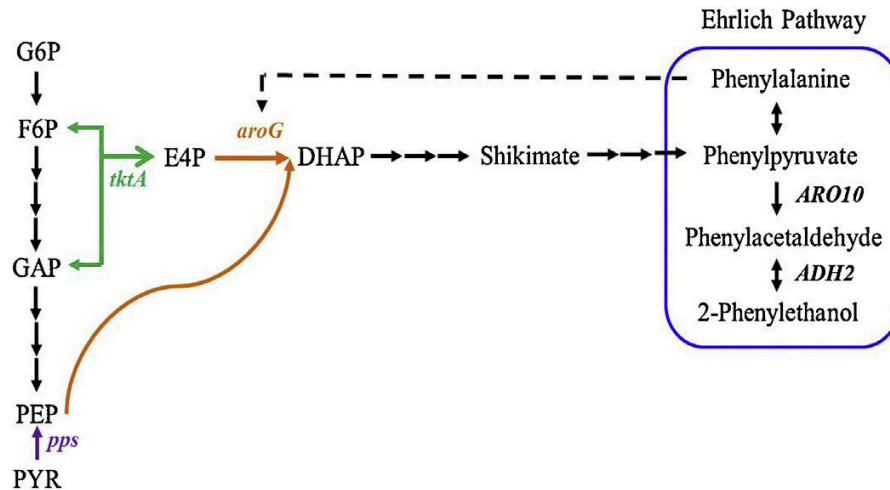 Ehrlich Pathway
G6P
Phenylalanine
F6P
aroG
tktA
E4P
DHAP
Shikimate
Phenylpyruvate
ARO10
Phenylacetaldehyde
GAP
ADH2
2-Phenylethanol
PEP
pps
PYR